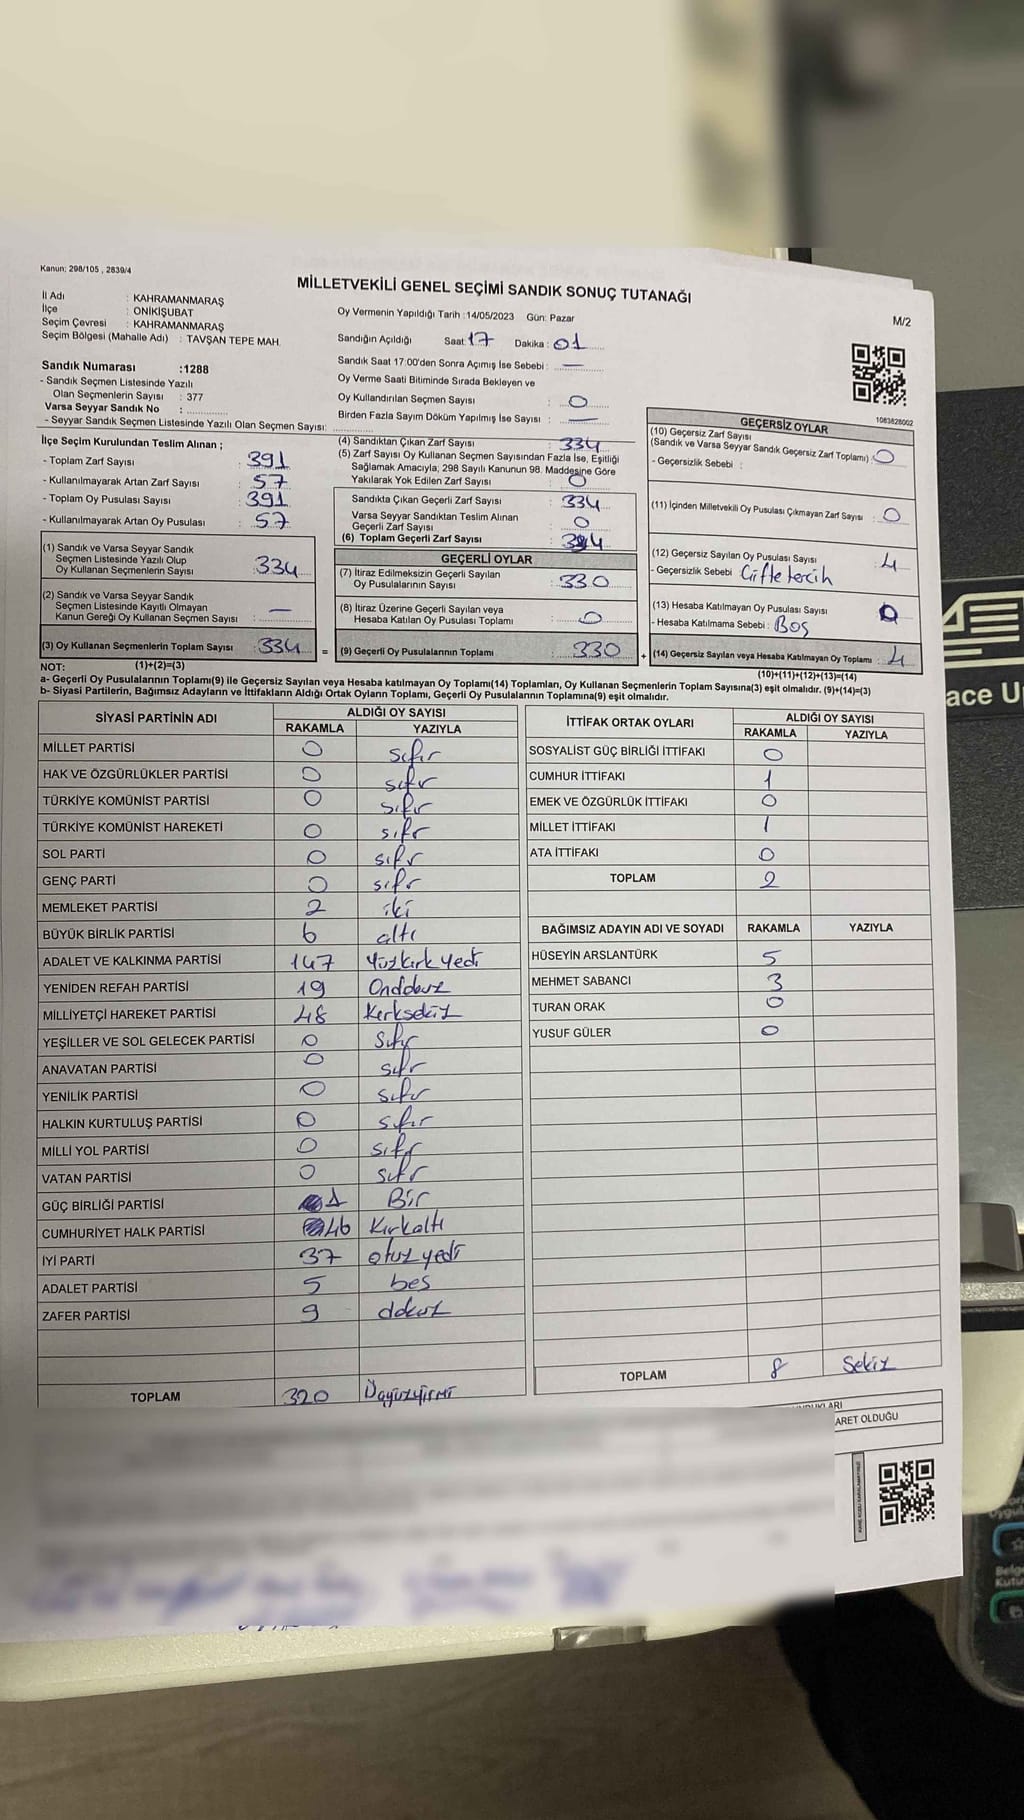 Kanun; 298/105 , 2839/4
MİLLETVEKİLİ GENEL SEÇİMİ SANDIK SONUÇ TUTANAĞI
M/2
İl Adı : KAHRAMANMARAŞ
İlçe : ONİKİŞUBAT
Seçim Çevresi : KAHRAMANMARAŞ
Seçim Bölgesi (Mahalle Adı) : TAVŞAN TEPE MAH.
Sandık Numarası :1288
- Sandık Seçmen Listesinde Yazılı
Olan Seçmenlerin Sayısı : 377
Varsa Seyyar Sandık No :
- Seyyar Sandık Seçmen Listesinde Yazılı Olan Seçmen Sayısı:
Oy Vermenin Yapıldığı Tarih :14/05/2023 Gün: Pazar
Sandığın Açıldığı Saat 17 Dakika : 01
Sandık Saat 17:00'den Sonra Açımış İse Sebebi : —
Oy Verme Saati Bitiminde Sırada Bekleyen ve
Oy Kullandırılan Seçmen Sayısı : 0
Birden Fazla Sayım Döküm Yapılmış İse Sayısı : —
1083828002
İlçe Seçim Kurulundan Teslim Alınan ;
- Toplam Zarf Sayısı : 391
- Kullanılmayarak Artan Zarf Sayısı : 57
- Toplam Oy Pusulası Sayısı : 391
- Kullanılmayarak Artan Oy Pusulası : 57
(1) Sandık ve Varsa Seyyar Sandık
Seçmen Listesinde Yazılı Olup
Oy Kullanan Seçmenlerin Sayısı : 334
(2) Sandık ve Varsa Seyyar Sandık
Seçmen Listesinde Kayıtlı Olmayan
Kanun Gereği Oy Kullanan Seçmen Sayısı : —
(3) Oy Kullanan Seçmenlerin Toplam Sayısı : 334 =
(1)+(2)=(3)
(4) Sandıktan Çıkan Zarf Sayısı : 334
(5) Zarf Sayısı Oy Kullanan Seçmen Sayısından Fazla İse, Eşitliği
Sağlamak Amacıyla, 298 Sayılı Kanunun 98. Maddesine Göre
Yakılarak Yok Edilen Zarf Sayısı : 0
Sandıkta Çıkan Geçerli Zarf Sayısı : 334
Varsa Seyyar Sandıktan Teslim Alınan
Geçerli Zarf Sayısı : 0
(6) Toplam Geçerli Zarf Sayısı : 334
GEÇERLİ OYLAR
(7) İtiraz Edilmeksizin Geçerli Sayılan
Oy Pusulalarının Sayısı : 330
(8) İtiraz Üzerine Geçerli Sayılan veya
Hesaba Katılan Oy Pusulası Toplamı : 0
(9) Geçerli Oy Pusulalarının Toplamı : 330 +
GEÇERSİZ OYLAR
(10) Geçersiz Zarf Sayısı
(Sandık ve Varsa Seyyar Sandık Geçersiz Zarf Toplamı) : 0
- Geçersizlik Sebebi :
(11) İçinden Milletvekili Oy Pusulası Çıkmayan Zarf Sayısı : 0
(12) Geçersiz Sayılan Oy Pusulası Sayısı : 4
- Geçersizlik Sebebi : Çifte tercih
(13) Hesaba Katılmayan Oy Pusulası Sayısı : 0
- Hesaba Katılmama Sebebi : Boş
(14) Geçersiz Sayılan veya Hesaba Katılmayan Oy Toplamı : 4
(10)+(11)+(12)+(13)=(14)
NOT:
a- Geçerli Oy Pusulalarının Toplamı(9) ile Geçersiz Sayılan veya Hesaba katılmayan Oy Toplamı(14) Toplamları, Oy Kullanan Seçmenlerin Toplam Sayısına(3) eşit olmalıdır. (9)+(14)=(3)
b- Siyasi Partilerin, Bağımsız Adayların ve İttifakların Aldığı Ortak Oyların Toplamı, Geçerli Oy Pusulalarının Toplamına(9) eşit olmalıdır.
SİYASİ PARTİNİN ADI ALDIĞI OY SAYISI
RAKAMLA YAZIYLA
MİLLET PARTİSİ 0 sıfır
HAK VE ÖZGÜRLÜKLER PARTİSİ 0 sıfır
TÜRKİYE KOMÜNİST PARTİSİ 0 sıfır
TÜRKİYE KOMÜNİST HAREKETİ 0 sıfr
SOL PARTİ 0 sıfr
GENÇ PARTİ 0 sıfr
MEMLEKET PARTİSİ 2 iki
BÜYÜK BİRLİK PARTİSİ 6 altı
ADALET VE KALKINMA PARTİSİ 147 Yüzkırkyedi
YENİDEN REFAH PARTİSİ 19 Ondokuz
MİLLİYETÇİ HAREKET PARTİSİ 48 Kırksekiz
YEŞİLLER VE SOL GELECEK PARTİSİ 0 Sıfır
ANAVATAN PARTİSİ 0 sıfır
YENİLİK PARTİSİ 0 sıfır
HALKIN KURTULUŞ PARTİSİ 0 sıfır
MİLLİ YOL PARTİSİ 0 sıfr
VATAN PARTİSİ 0 sıfr
GÜÇ BİRLİĞİ PARTİSİ 1 Bir
CUMHURİYET HALK PARTİSİ 46 Kırkaltı
İYİ PARTİ 37 otuzyedi
ADALET PARTİSİ 5 beş
ZAFER PARTİSİ 9 dokuz
TOPLAM 320 Üçyüzyirmi
İTTİFAK ORTAK OYLARI ALDIĞI OY SAYISI
RAKAMLA YAZIYLA
SOSYALİST GÜÇ BİRLİĞİ İTTİFAKI 0
CUMHUR İTTİFAKI 1
EMEK VE ÖZGÜRLÜK İTTİFAKI 0
MİLLET İTTİFAKI 1
ATA İTTİFAKI 0
TOPLAM 2
BAĞIMSIZ ADAYIN ADI VE SOYADI RAKAMLA YAZIYLA
HÜSEYİN ARSLANTÜRK 5
MEHMET SABANCI 3
TURAN ORAK 0
YUSUF GÜLER 0
TOPLAM 8 Sekiz
ARET OLDUĞU
ace U
Belge
Kutu